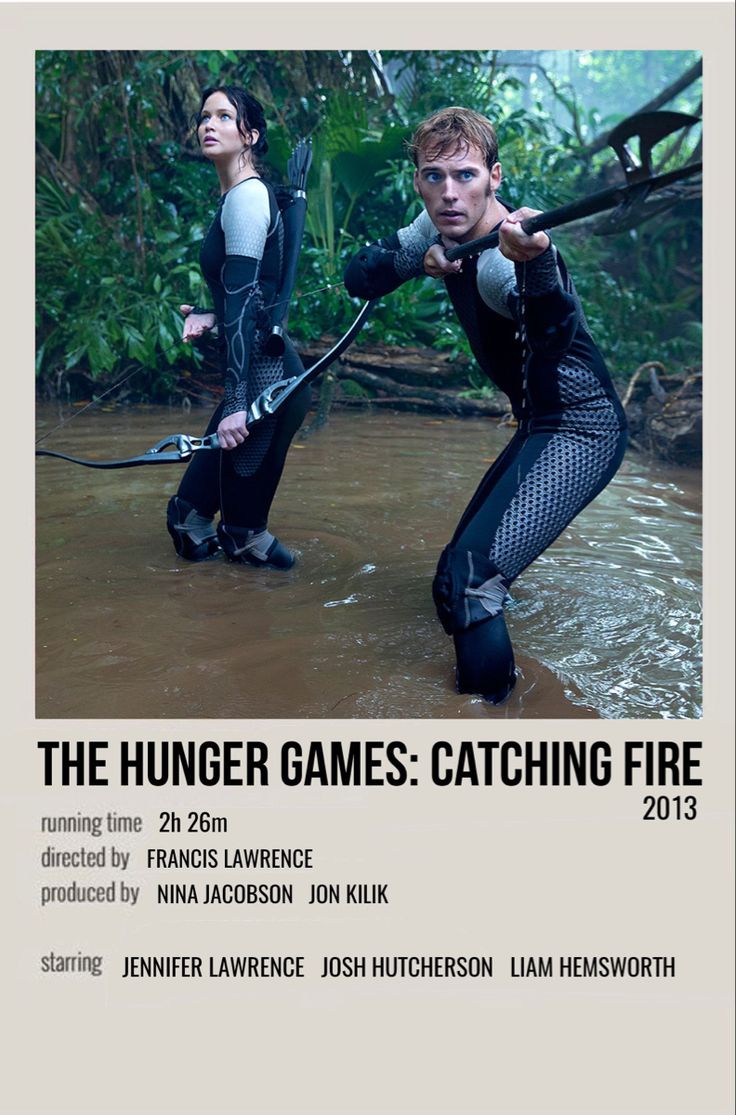 THE HUNGER GAMES: CATCHING FIRE
2013
running time 2h 26m
directed by FRANCIS LAWRENCE
produced by NINA JACOBSON JON KILIK
starring JENNIFER LAWRENCE JOSH HUTCHERSON LIAM HEMSWORTH